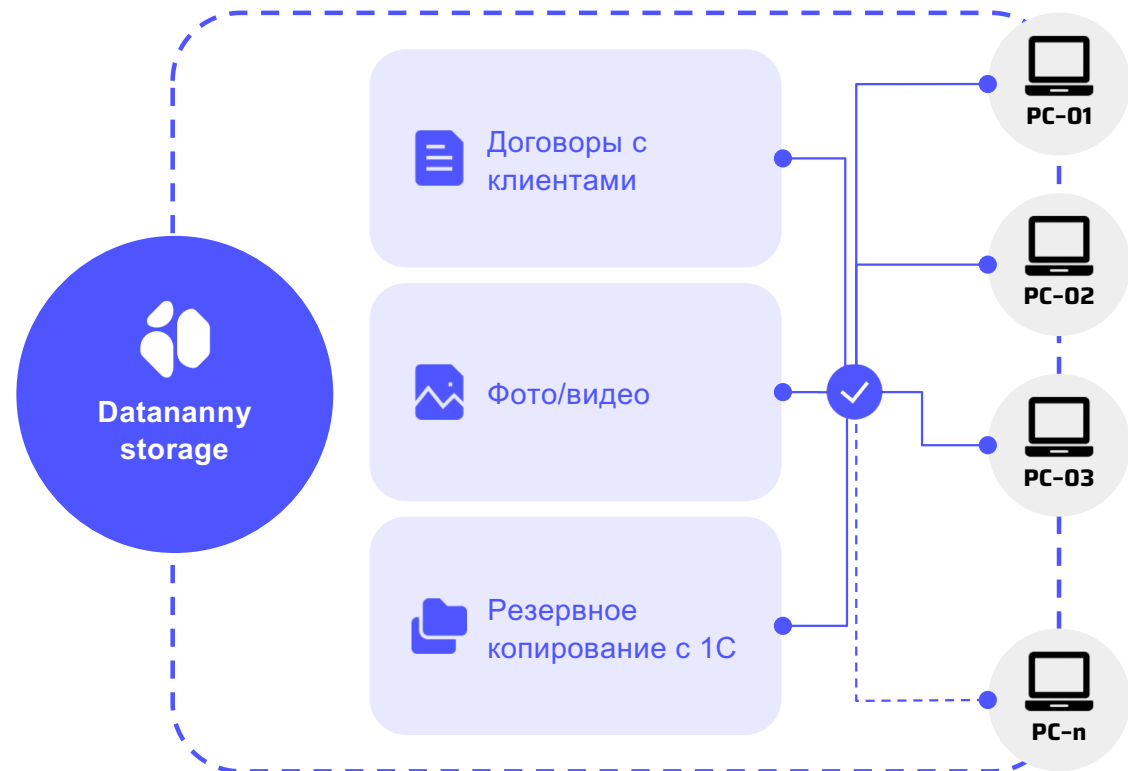 Datananny
storage
Договоры с
клиентами
Фото/видео
Резервное
копирование с 1С
PC-01
PC-02
PC-03
PC-n